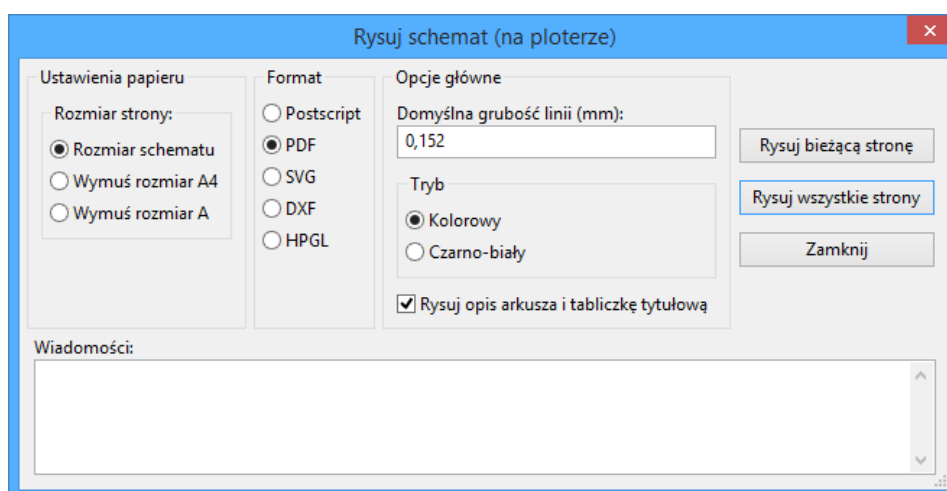 Rysuj schemat (na ploterze)
Ustawienia papieru
Rozmiar strony:
Rozmiar schematu
Wymuś rozmiar A4
Wymuś rozmiar A
Format
Postscript
PDF
SVG
DXF
HPGL
Opcje główne
Domyślna grubość linii (mm):
0,152
Tryb
Kolorowy
Czarno-biały
Rysuj opis arkusza i tabliczkę tytułową
Rysuj bieżącą stronę
Rysuj wszystkie strony
Zamknij
Wiadomości: